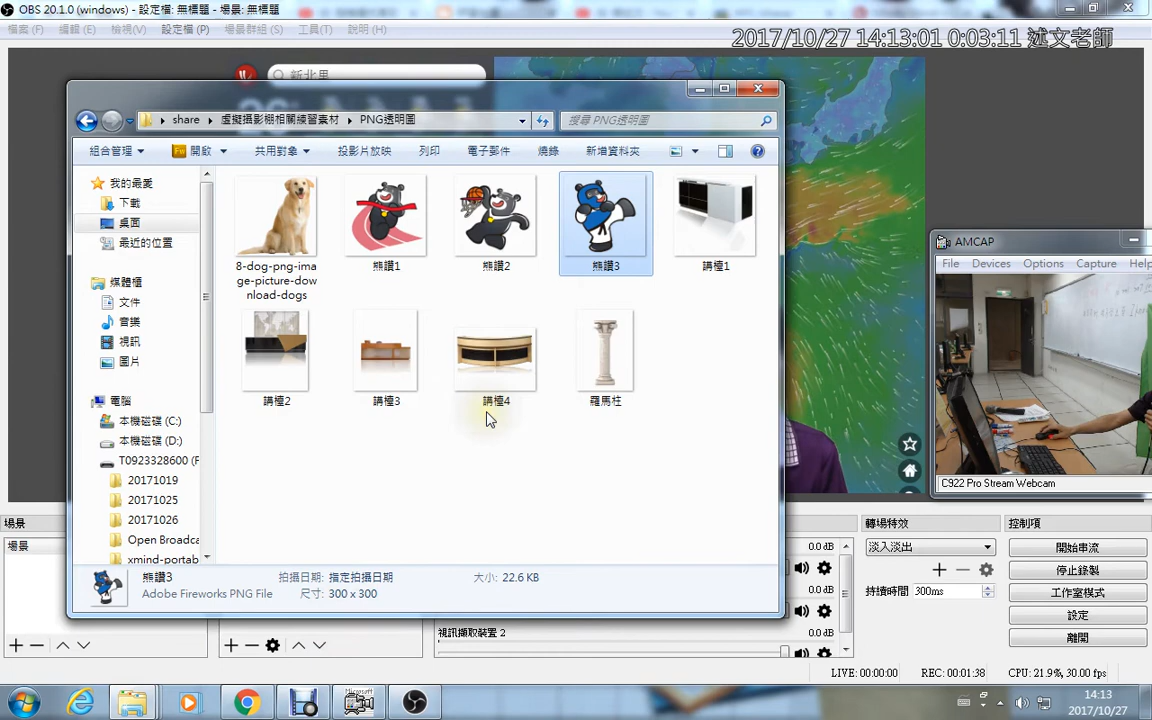 OBS 20.1.0 (windows) - 設定檔: 無標題 - 場景: 無標題
檔案 (F) 編輯 (E) 檢視(V) 設定檔 (P) 場景群組 (S) 工具(T) 說明 (H)
2017/10/27 14:13:01 0:03:11 述文老師
新北里
share 虛擬攝影棚相關練習素材 PNG透明圖
搜尋 PNG透明圖
組合管理 開啟 共用對象 投影片放映 列印 電子郵件 燒錄 新增資料夾
我的最愛
下載
桌面
最近的位置
媒體櫃
文件
音樂
視訊
圖片
電腦
本機磁碟 (C:)
本機磁碟 (D:)
T0923328600 (F
20171019
20171025
20171026
Open Broadca
xmind-portab
8-dog-png-ima
ge-picture-dow
nload-dogs
熊讚1
熊讚2
熊讚3
講檯1
講檯2
講檯3
講檯4
羅馬柱
熊讚3
拍攝日期: 指定拍攝日期
大小: 22.6 KB
Adobe Fireworks PNG File
尺寸: 300 x 300
AMCAP
File Devices Options Capture Help
C922 Pro Stream Webcam
場景
場景
0.0 dB
0.0 dB
視訊擷取裝置 2
0.0 dB
轉場特效
淡入淡出
持續時間 300ms
控制項
開始串流
停止錄製
工作室模式
設定
離開
LIVE: 00:00:00 REC: 00:01:38 CPU: 21.9%, 30.00 fps
14:13
2017/10/27